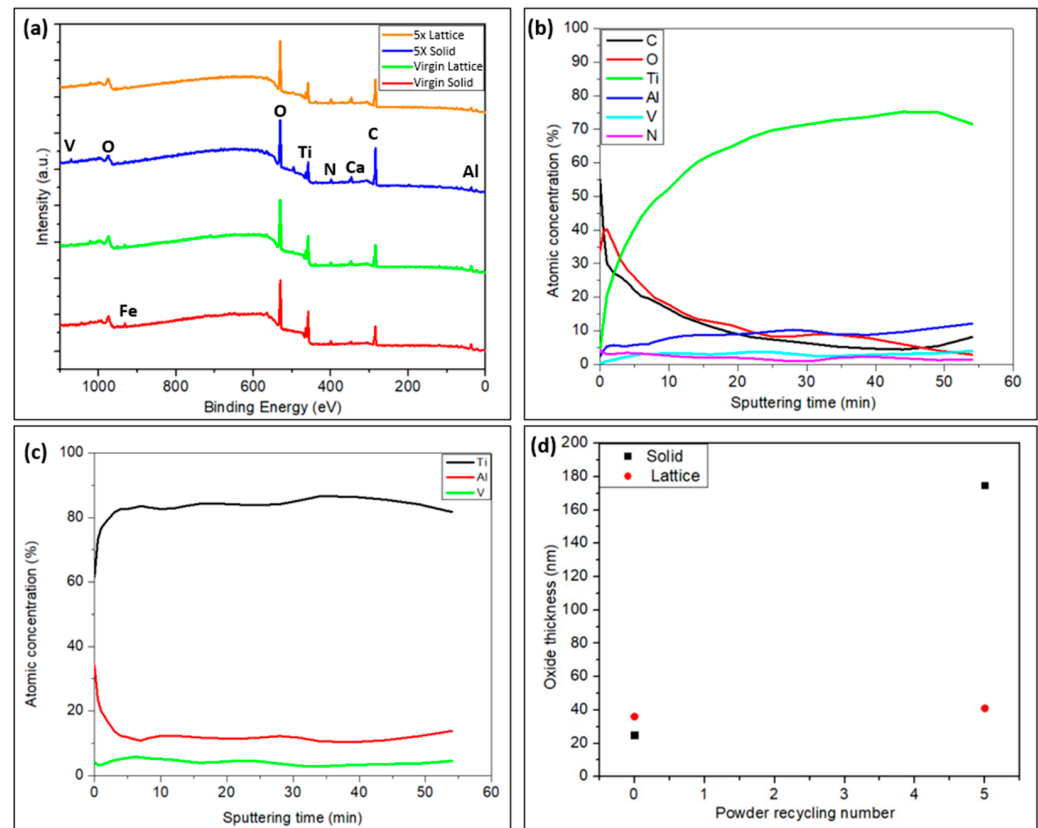 (a)
5x Lattice
5X Solid
Virgin Lattice
Virgin Solid
V
O
O
Ti
N
Ca
C
Al
Fe
Intensity (a.u.)
1000 800 600 400 200 0
Binding Energy (eV)
(b)
C
O
Ti
Al
V
N
Atomic concentration (%)
100
90
80
70
60
50
40
30
20
10
0
0 10 20 30 40 50 60
Sputtering time (min)
(c)
Ti
Al
V
Atomic concentration (%)
100
80
60
40
20
0
0 10 20 30 40 50 60
Sputtering time (min)
(d)
Solid
Lattice
Oxide thickness (nm)
200
180
160
140
120
100
80
60
40
20
0
0 1 2 3 4 5
Powder recycling number